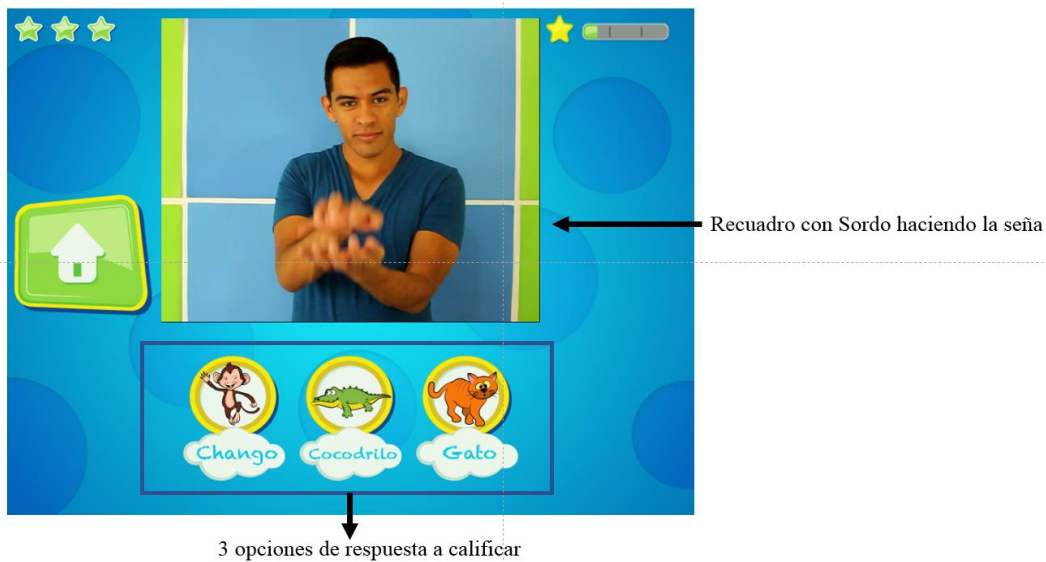 Recuadro con Sordo haciendo la seña
Chango
Cocodrilo
Gato
3 opciones de respuesta a calificar